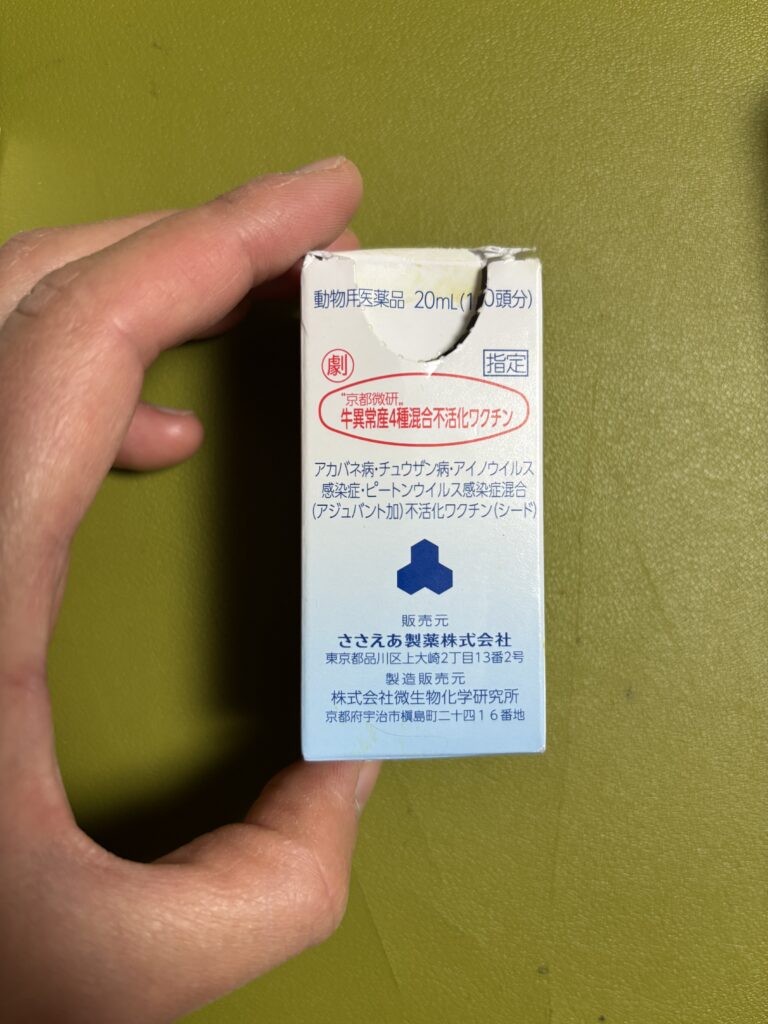 動物用医薬品 20mL(10頭分)
劇 指定
"京都微研„
牛異常産4種混合不活化ワクチン
アカバネ病・チュウザン病・アイノウイルス
感染症・ピートンウイルス感染症混合
(アジュバント加)不活化ワクチン(シード)
販売元
ささえあ製薬株式会社
東京都品川区上大崎2丁目13番2号
製造販売元
株式会社微生物化学研究所
京都府宇治市槇島町二十四16番地